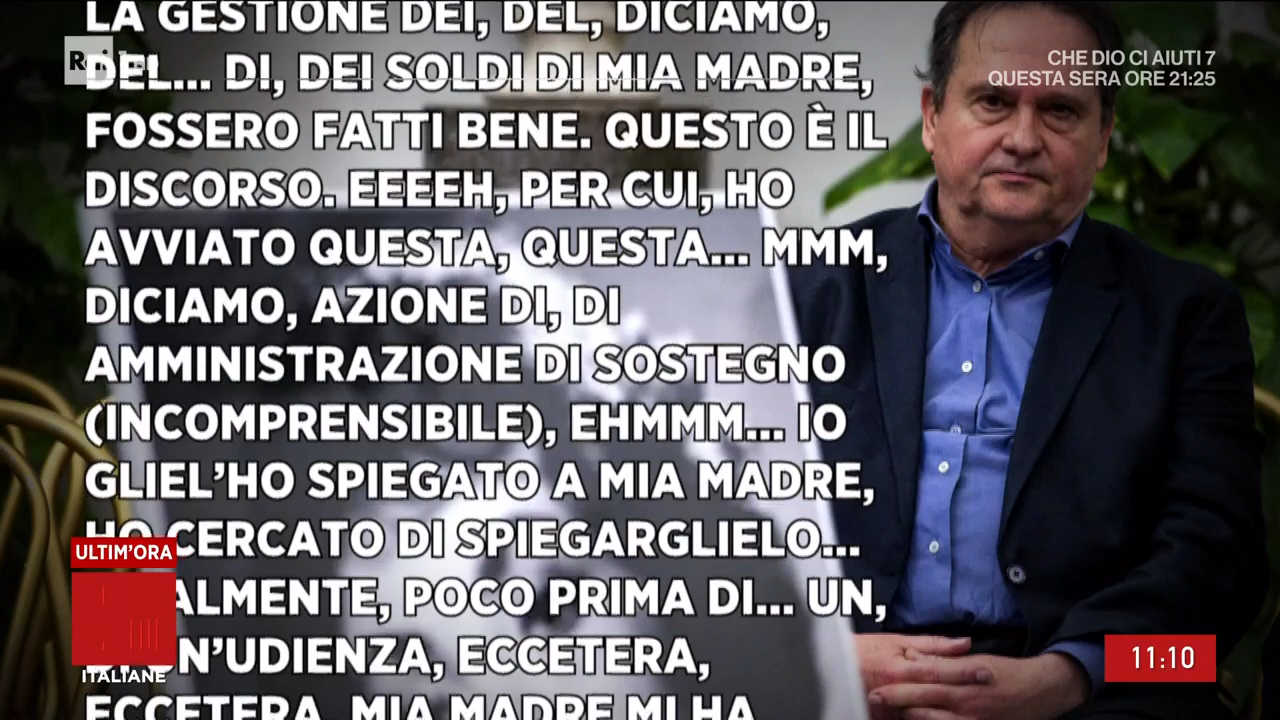 LA GESTIONE DEI, DEL, DICIAMO,
DEL... DI, DEI SOLDI DI MIA MADRE,
FOSSERO FATTI BENE. QUESTO È IL
DISCORSO. EEEEH, PER CUI, HO
AVVIATO QUESTA, QUESTA... MMM,
DICIAMO, AZIONE DI, DI
AMMINISTRAZIONE DI SOSTEGNO
(INCOMPRENSIBILE), EHMMM... IO
GLIEL'HO SPIEGATO A MIA MADRE,
HO CERCATO DI SPIEGARGLIELO...
ALMENTE, POCO PRIMA DI... UN,
UN'UDIENZA, ECCETERA,
ECCETERA, MIA MADRE MI HA
Rai
CHE DIO CI AIUTI 7
QUESTA SERA ORE 21:25
ULTIM'ORA
ITALIANE
11:10